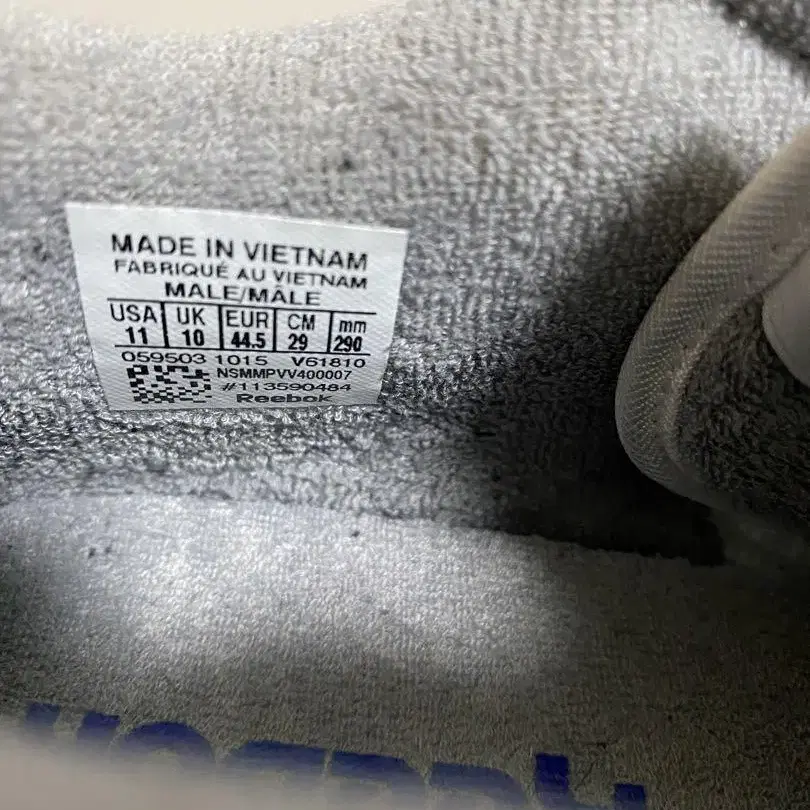 MADE IN VIETNAM
FABRIQUÉ AU VIETNAM
MALE/MÂLE
USA UK EUR CM mm
11 10 44.5 29 290
059503 1015 V61810
NSMMPVV400007
#113590484
Reebok